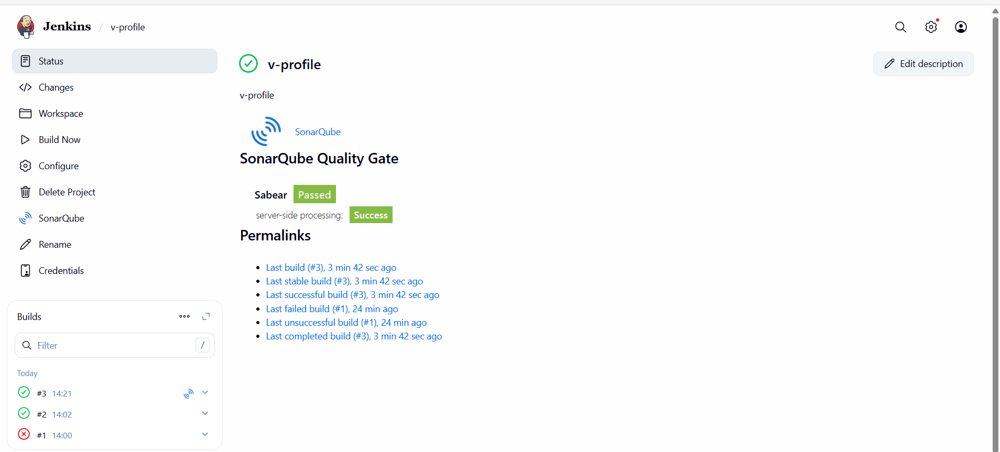 Jenkins / v-profile
Status
Changes
Workspace
Build Now
Configure
Delete Project
SonarQube
Rename
Credentials
Builds
Filter /
Today
#3 14:21
#2 14:02
#1 14:00
v-profile
Edit description
v-profile
SonarQube
SonarQube Quality Gate
Sabear Passed
server-side processing: Success
Permalinks
Last build (#3), 3 min 42 sec ago
Last stable build (#3), 3 min 42 sec ago
Last successful build (#3), 3 min 42 sec ago
Last failed build (#1), 24 min ago
Last unsuccessful build (#1), 24 min ago
Last completed build (#3), 3 min 42 sec ago